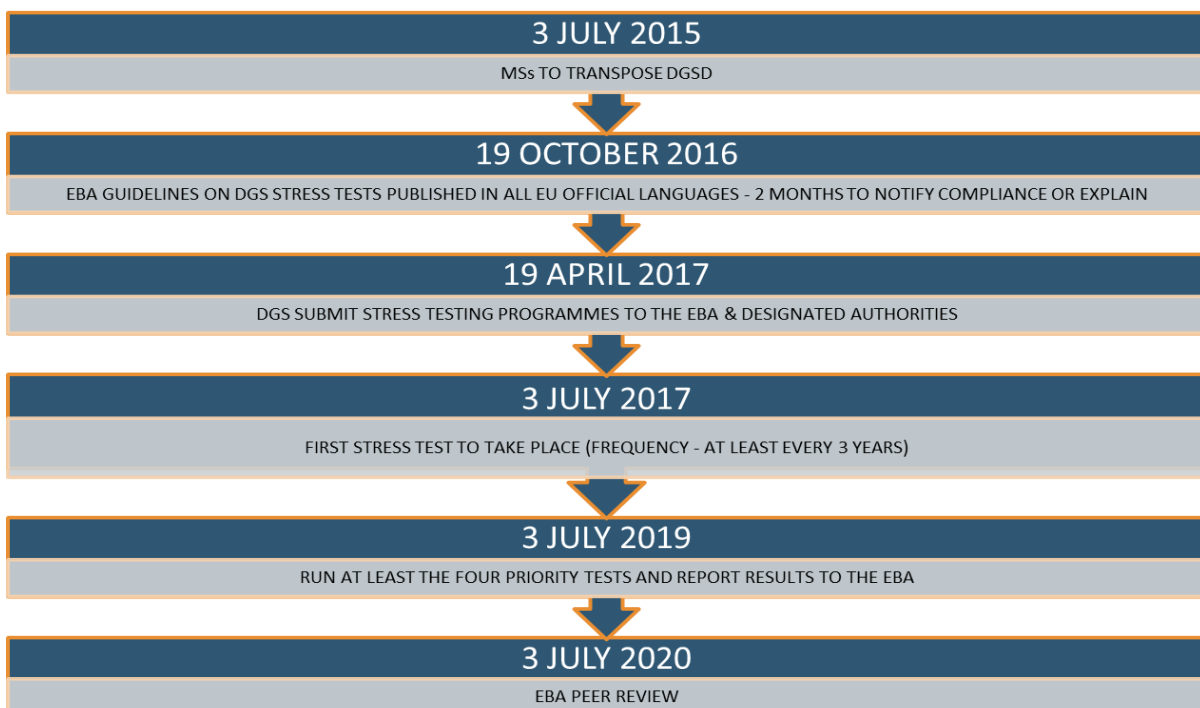 3 JULY 2015
MSs TO TRANSPOSE DGSD
19 OCTOBER 2016
EBA GUIDELINES ON DGS STRESS TESTS PUBLISHED IN ALL EU OFFICIAL LANGUAGES - 2 MONTHS TO NOTIFY COMPLIANCE OR EXPLAIN
19 APRIL 2017
DGS SUBMIT STRESS TESTING PROGRAMMES TO THE EBA & DESIGNATED AUTHORITIES
3 JULY 2017
FIRST STRESS TEST TO TAKE PLACE (FREQUENCY - AT LEAST EVERY 3 YEARS)
3 JULY 2019
RUN AT LEAST THE FOUR PRIORITY TESTS AND REPORT RESULTS TO THE EBA
3 JULY 2020
EBA PEER REVIEW